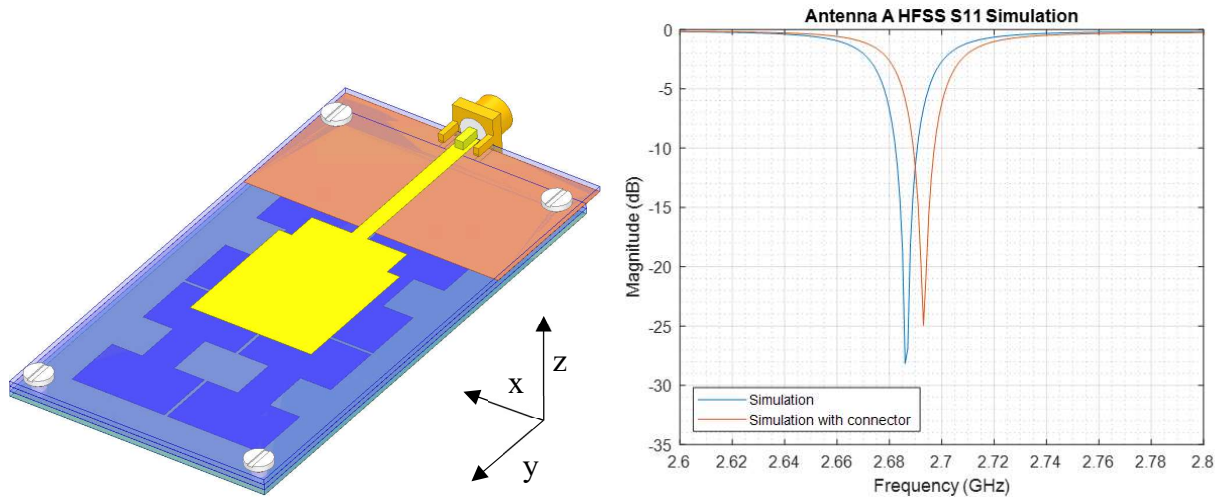 x
z
y
Antenna A HFSS S11 Simulation
Magnitude (dB)
0
-5
-10
-15
-20
-25
-30
-35
Simulation
Simulation with connector
2.6 2.62 2.64 2.66 2.68 2.7 2.72 2.74 2.76 2.78 2.8
Frequency (GHz)